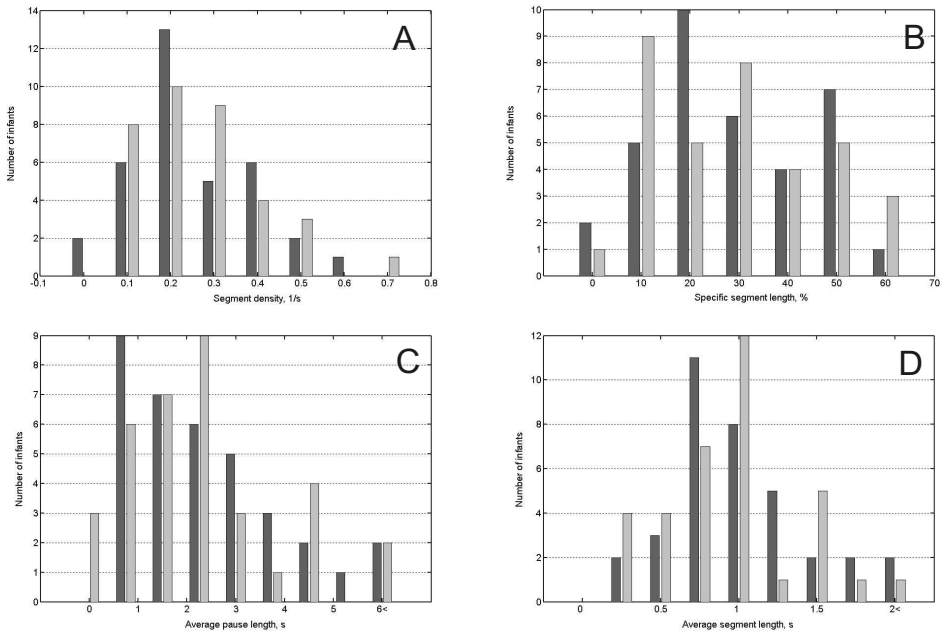 A
Number of infants
14
12
10
8
6
4
2
0
-0.1 0 0.1 0.2 0.3 0.4 0.5 0.6 0.7 0.8
Segment density, 1/s
B
Number of infants
10
9
8
7
6
5
4
3
2
1
0
0 10 20 30 40 50 60 70
Specific segment length, %
C
Number of infants
9
8
7
6
5
4
3
2
1
0
0 1 2 3 4 5 6<
Average pause length, s
D
Number of infants
12
10
8
6
4
2
0
0 0.5 1 1.5 2<
Average segment length, s